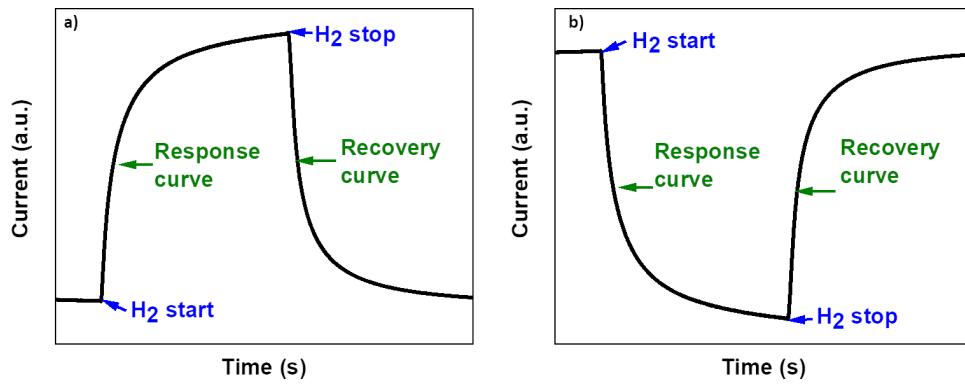 a)
H2 stop
Response
curve
Recovery
curve
H2 start
Current (a.u.)
Time (s)
b)
H2 start
Response
curve
Recovery
curve
H2 stop
Current (a.u.)
Time (s)